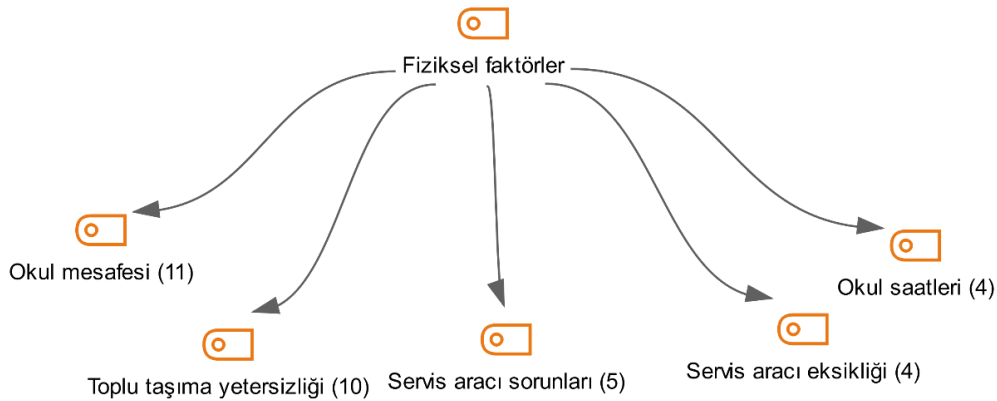 Fiziksel faktörler
Okul mesafesi (11)
Toplu taşıma yetersizliği (10)
Servis aracı sorunları (5)
Servis aracı eksikliği (4)
Okul saatleri (4)